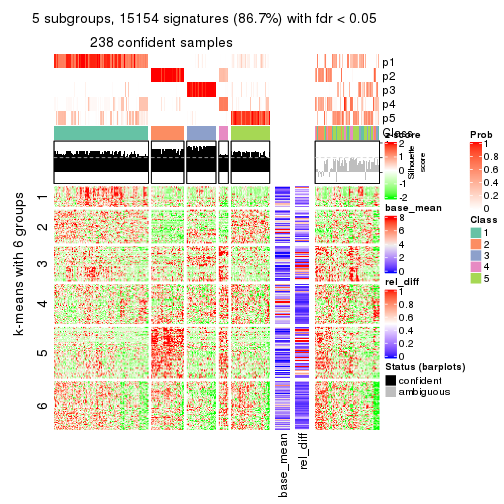 5 subgroups, 15154 signatures (86.7%) with fdr < 0.05
238 confident samples
p1
p2
p3
p4
p5
Class
Silhouette
score
z-score
2
1
0
-1
-2
base_mean
8
6
4
2
0
rel_diff
1
0.8
0.6
0.4
0.2
0
Status (barplots)
confident
ambiguous
Prob
1
0.8
0.6
0.4
0.2
0
Class
1
2
3
4
5
k-means with 6 groups
1
2
3
4
5
6
base_mean
rel_diff